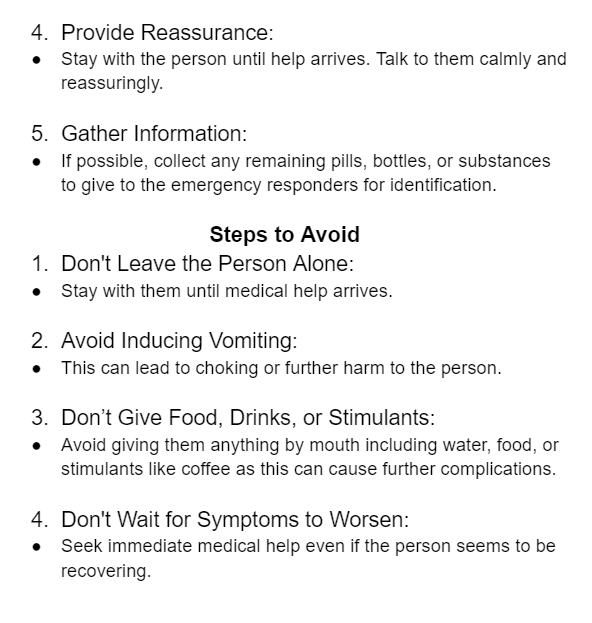 4. Provide Reassurance:
● Stay with the person until help arrives. Talk to them calmly and
reassuringly.
5. Gather Information:
● If possible, collect any remaining pills, bottles, or substances
to give to the emergency responders for identification.
Steps to Avoid
1. Don't Leave the Person Alone:
● Stay with them until medical help arrives.
2. Avoid Inducing Vomiting:
● This can lead to choking or further harm to the person.
3. Don’t Give Food, Drinks, or Stimulants:
● Avoid giving them anything by mouth including water, food, or
stimulants like coffee as this can cause further complications.
4. Don't Wait for Symptoms to Worsen:
● Seek immediate medical help even if the person seems to be
recovering.